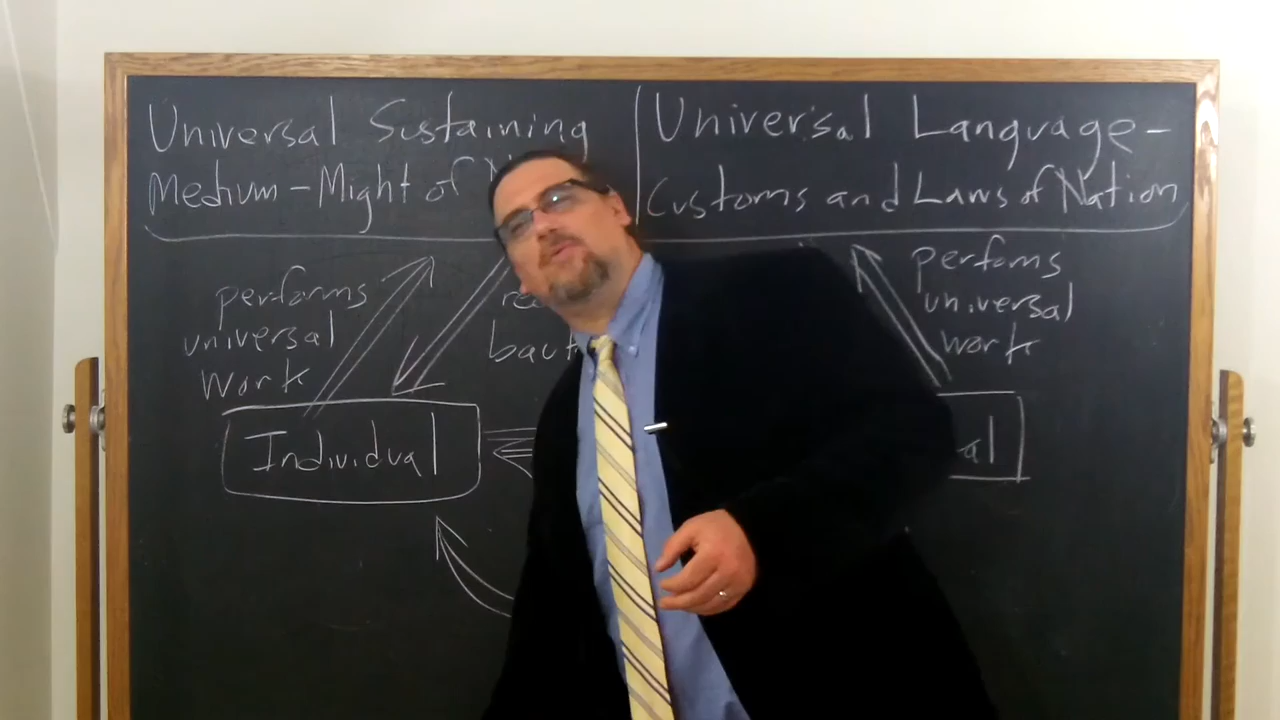 Universal Sustaining
Medium - Might of
Universal Language -
Customs and Laws of Nation
performs
universal
work
performs
universal
work
Individual